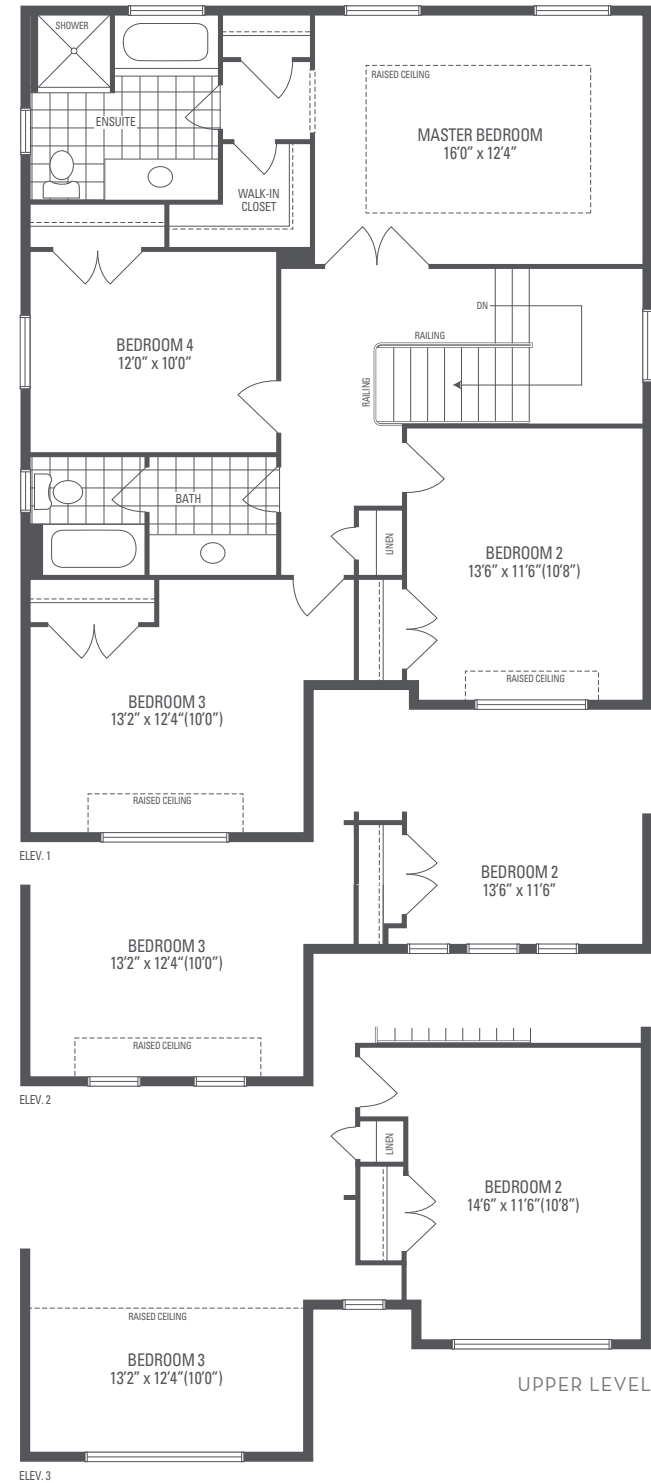 SHOWER
RAISED CEILING
ENSUITE
MASTER BEDROOM
16'0" x 12'4"
WALK-IN
CLOSET
DN
RAILING
BEDROOM 4
12'0" x 10'0"
RAILING
BATH
LINEN
BEDROOM 2
13'6" x 11'6"(10'8")
RAISED CEILING
BEDROOM 3
13'2" x 12'4"(10'0")
RAISED CEILING
ELEV. 1
BEDROOM 2
13'6" x 11'6"
BEDROOM 3
13'2" x 12'4"(10'0")
RAISED CEILING
ELEV. 2
LINEN
BEDROOM 2
14'6" x 11'6"(10'8")
RAISED CEILING
BEDROOM 3
13'2" x 12'4"(10'0")
UPPER LEVEL
ELEV. 3